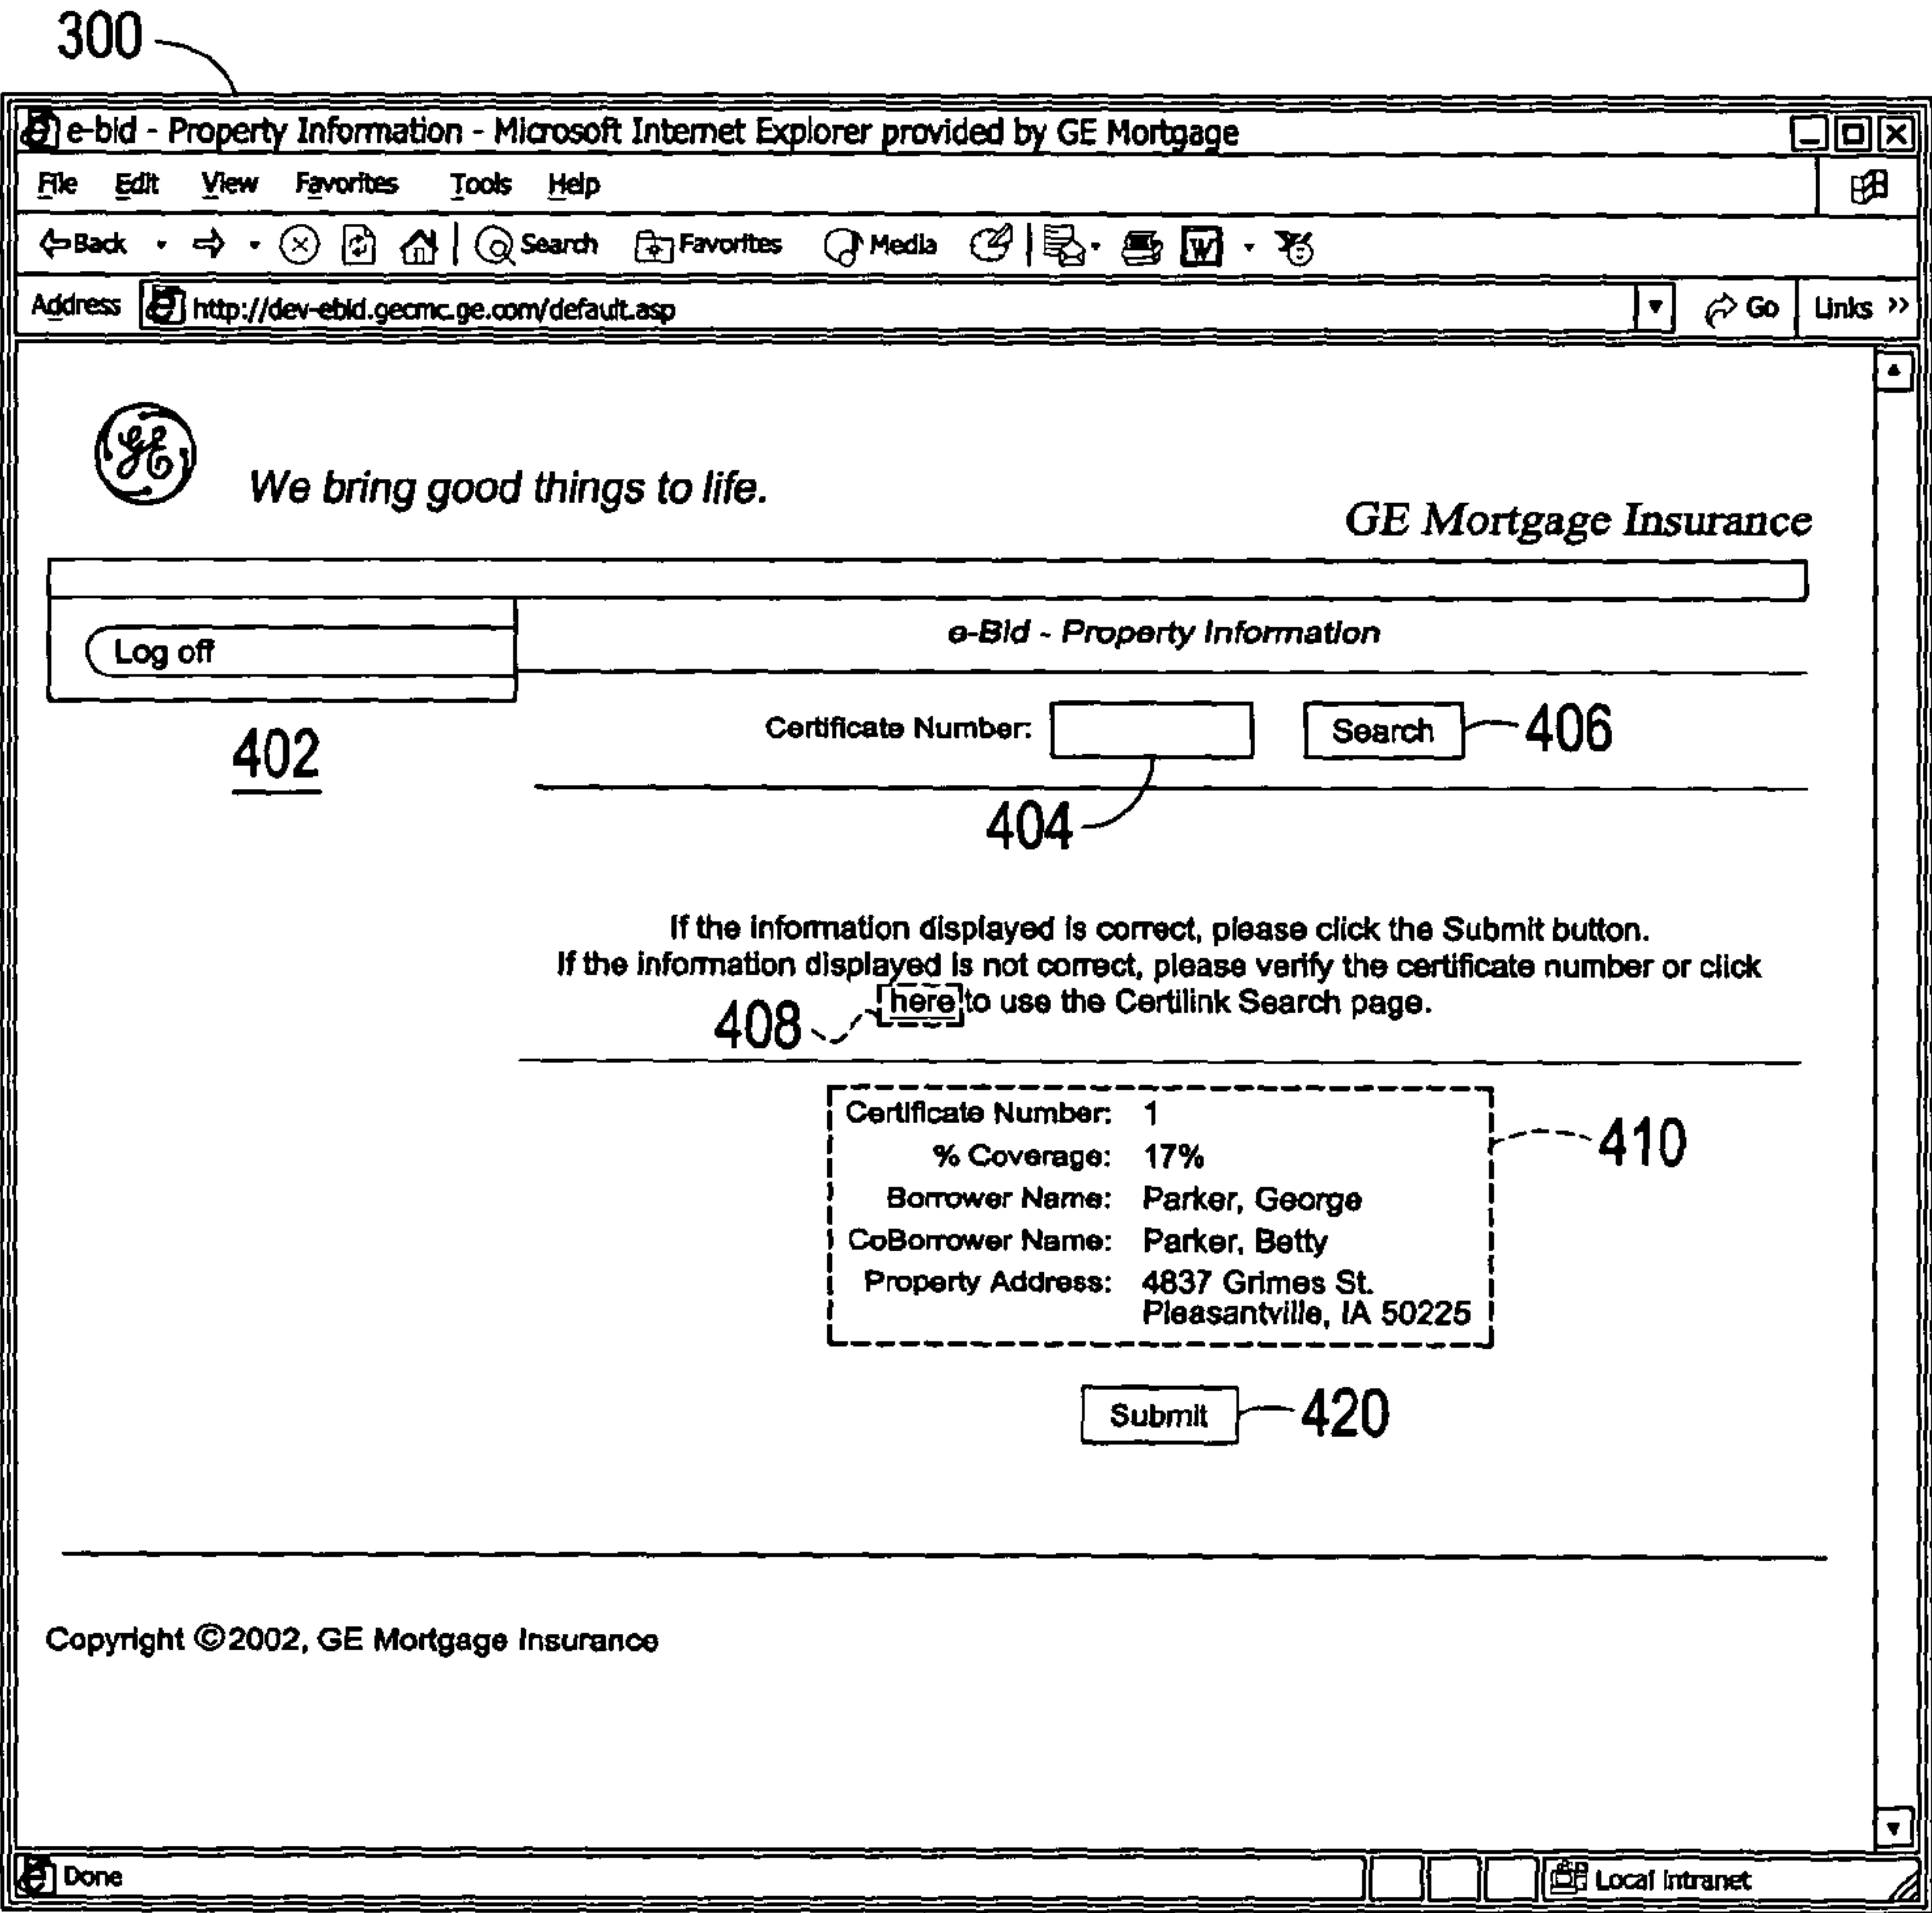 300
e-bid - Property Information - Microsoft Internet Explorer provided by GE Mortgage
File Edit View Favorites Tools Help
Back Search Favorites Media W
Address http://dev-ebid.gecmc.ge.com/default.asp Go Links »
GE
We bring good things to life.
GE Mortgage Insurance
Log off
e-Bid - Property Information
402
Certificate Number: Search 406
404
If the information displayed is correct, please click the Submit button.
If the information displayed is not correct, please verify the certificate number or click
here to use the Certilink Search page.
408
Certificate Number: 1
% Coverage: 17%
Borrower Name: Parker, George
CoBorrower Name: Parker, Betty
Property Address: 4837 Grimes St.
Pleasantville, IA 50225
410
Submit 420
Copyright ©2002, GE Mortgage Insurance
Done Local intranet